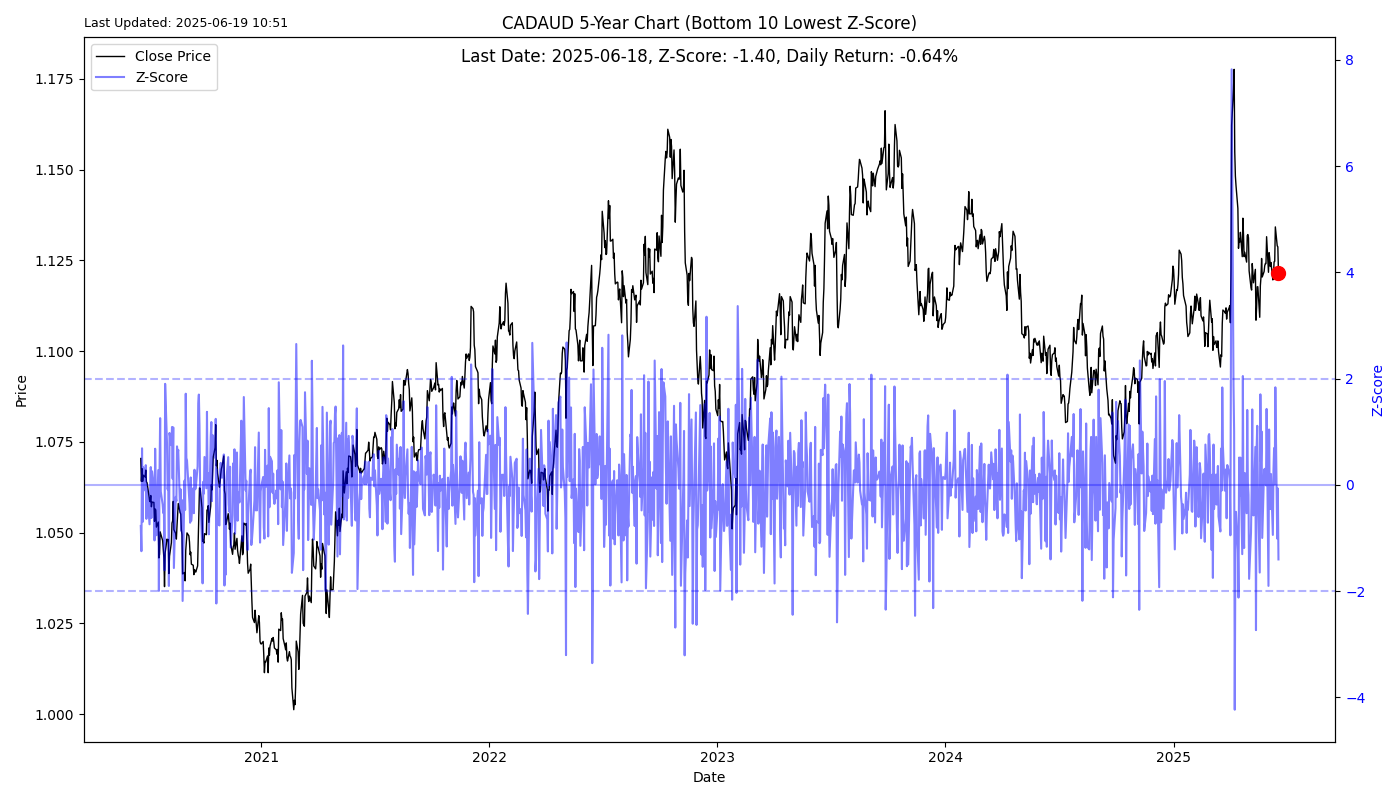 Last Updated: 2025-06-19 10:51
CADAUD 5-Year Chart (Bottom 10 Lowest Z-Score)
Last Date: 2025-06-18, Z-Score: -1.40, Daily Return: -0.64%
Close Price
Z-Score
Price
1.175
1.150
1.125
1.100
1.075
1.050
1.025
1.000
8
6
4
2
0
−2
−4
Z-Score
2021
2022
2023
2024
2025
Date